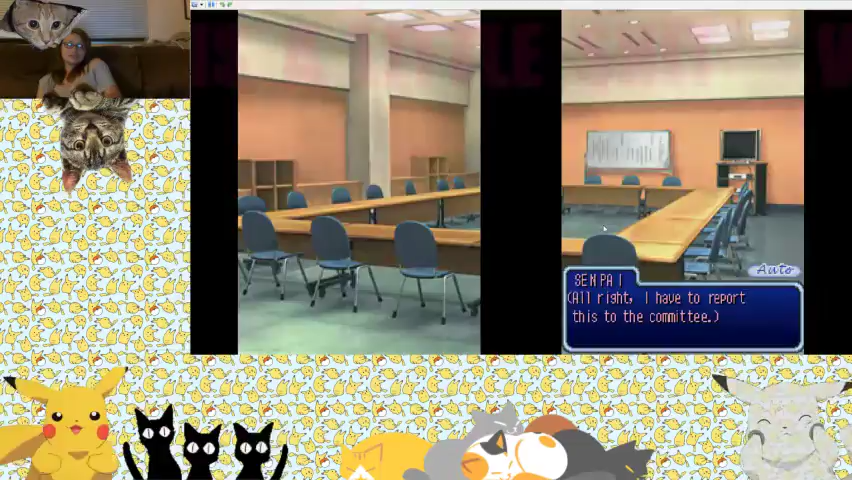 Auto
SENPAI
(All right, I have to report
this to the committee.)